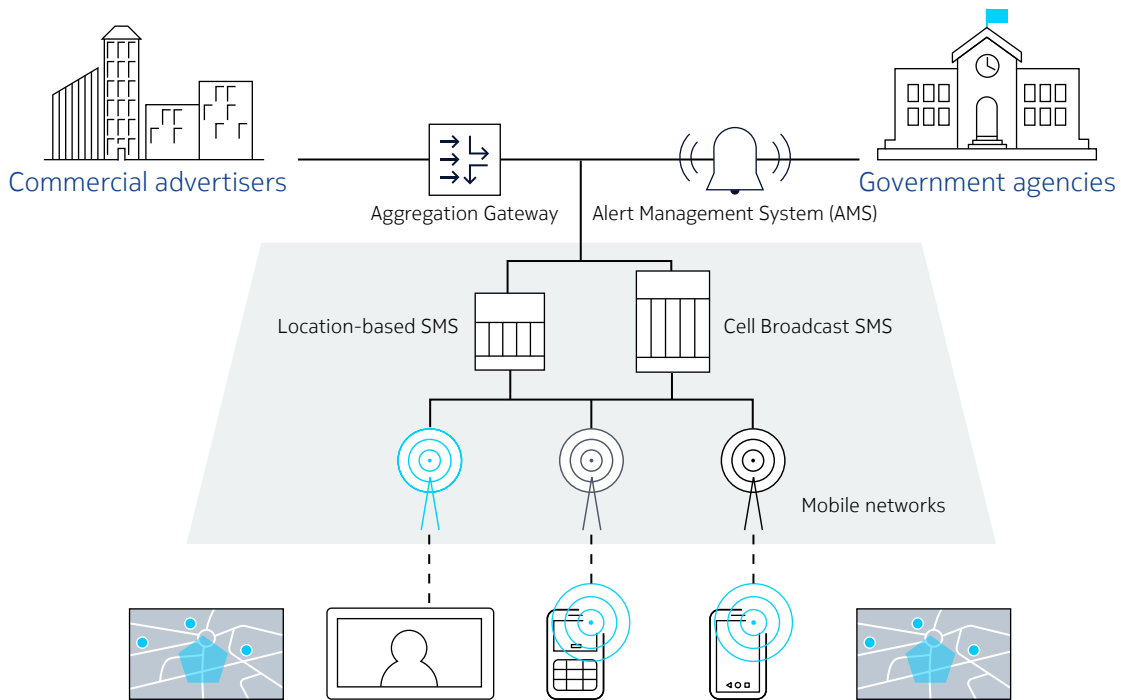 Commercial advertisers
Government agencies
Aggregation Gateway
Alert Management System (AMS)
Location-based SMS
Cell Broadcast SMS
Mobile networks